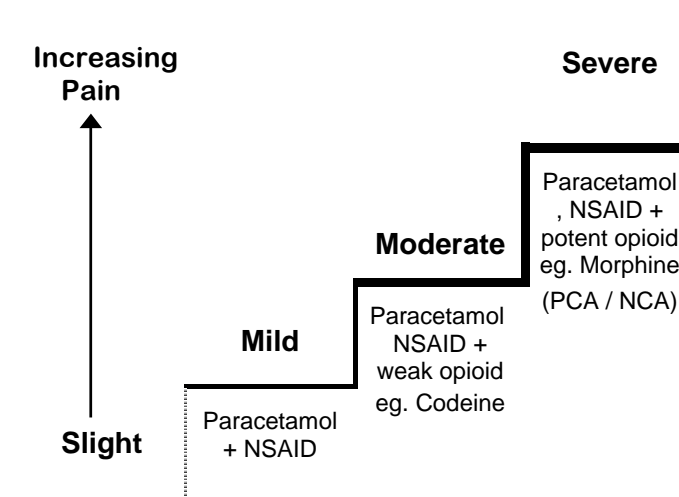 Increasing
Pain
Severe
Paracetamol
, NSAID +
potent opioid
eg. Morphine
(PCA / NCA)
Moderate
Paracetamol
NSAID +
weak opioid
eg. Codeine
Mild
Paracetamol
+ NSAID
Slight